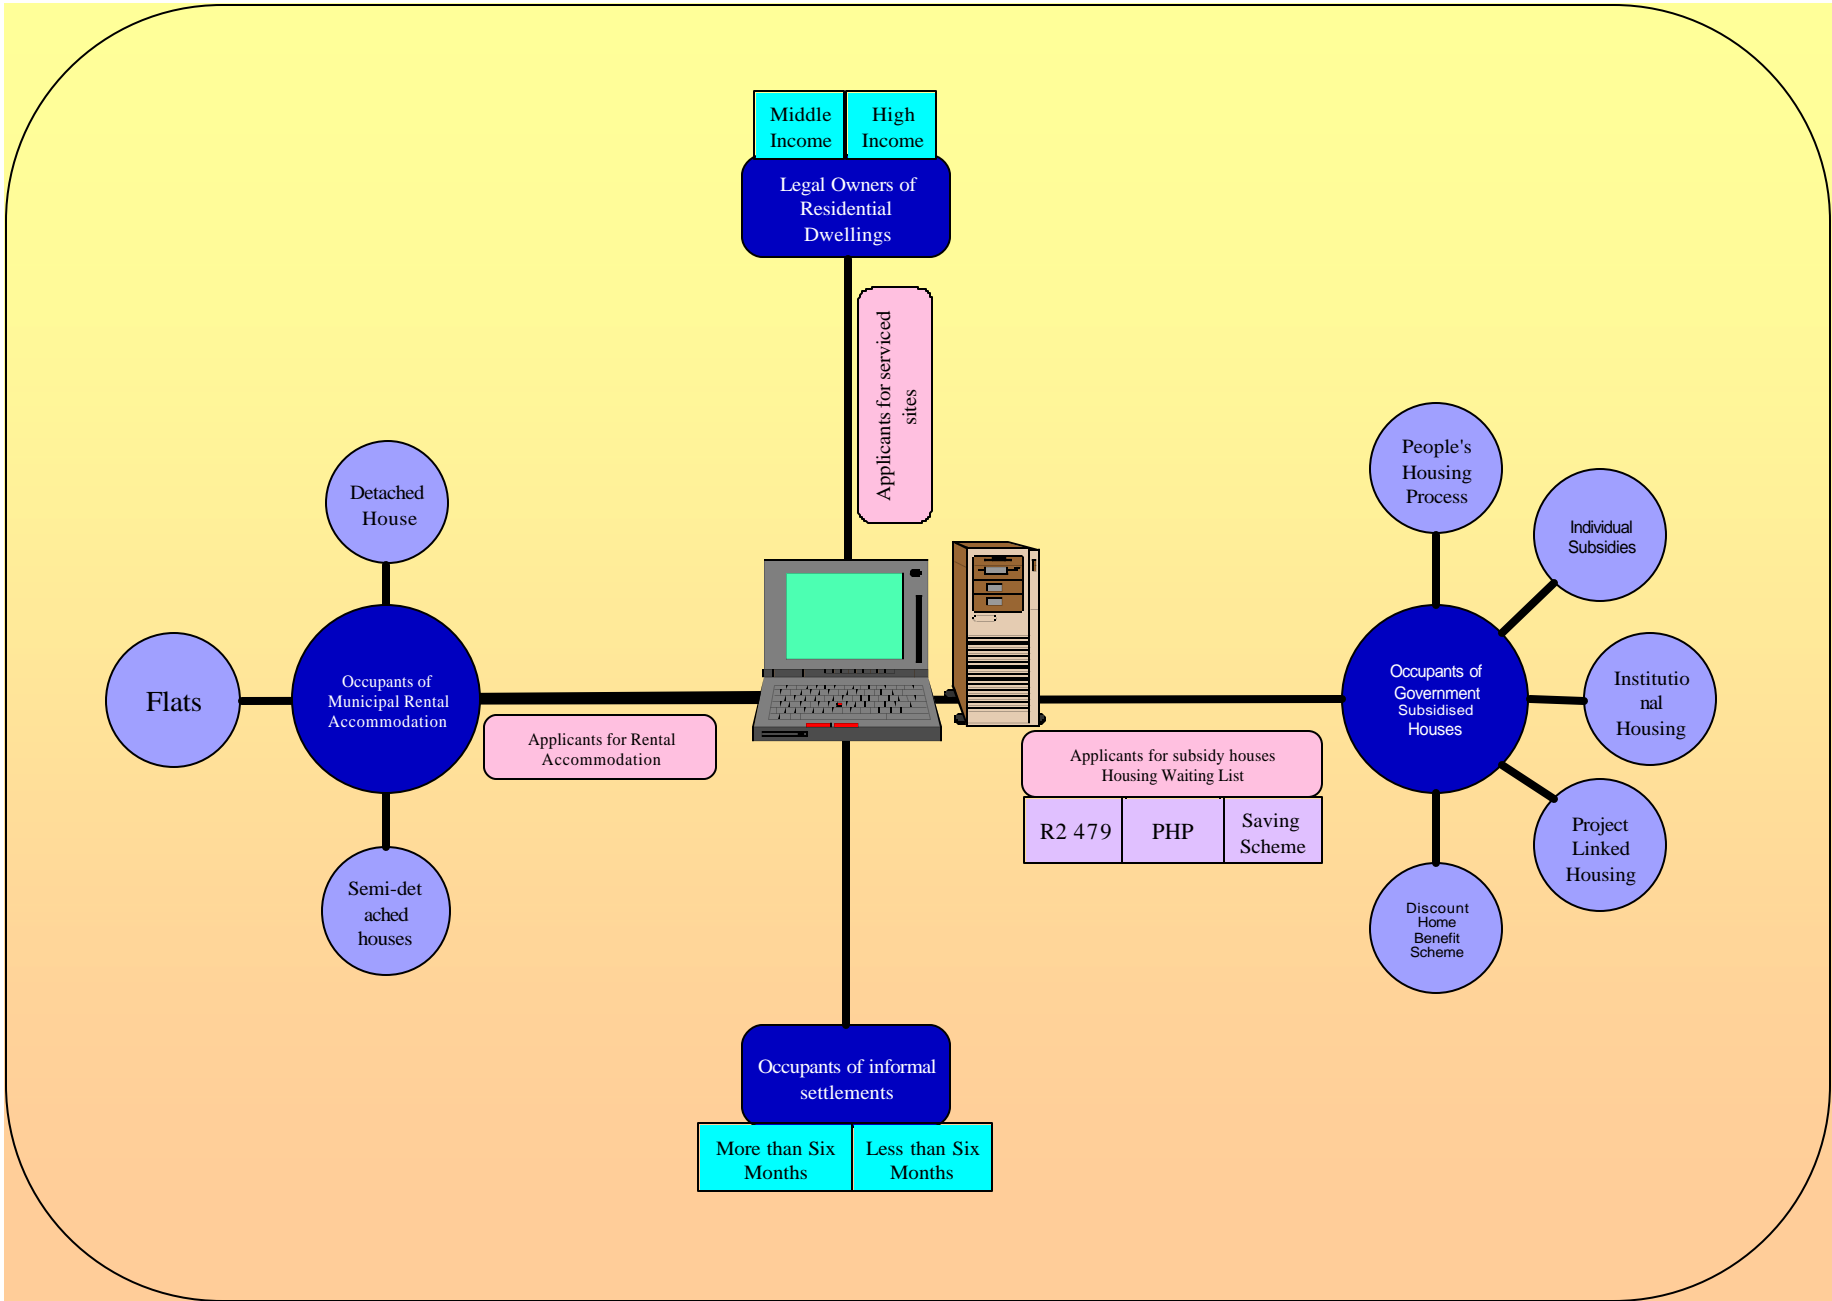 Middle
Income
High
Income
Legal Owners of
Residential
Dwellings
Applicants for serviced
sites
People's
Housing
Process
Detached
House
Individual
Subsidies
Flats
Occupants of
Municipal Rental
Accommodation
Occupants of
Government
Subsidised
Houses
Institutio
nal
Housing
Applicants for Rental
Accommodation
Applicants for subsidy houses
Housing Waiting List
R2 479
PHP
Saving
Scheme
Project
Linked
Housing
Semi-det
ached
houses
Discount
Home
Benefit
Scheme
Occupants of informal
settlements
More than Six
Months
Less than Six
Months